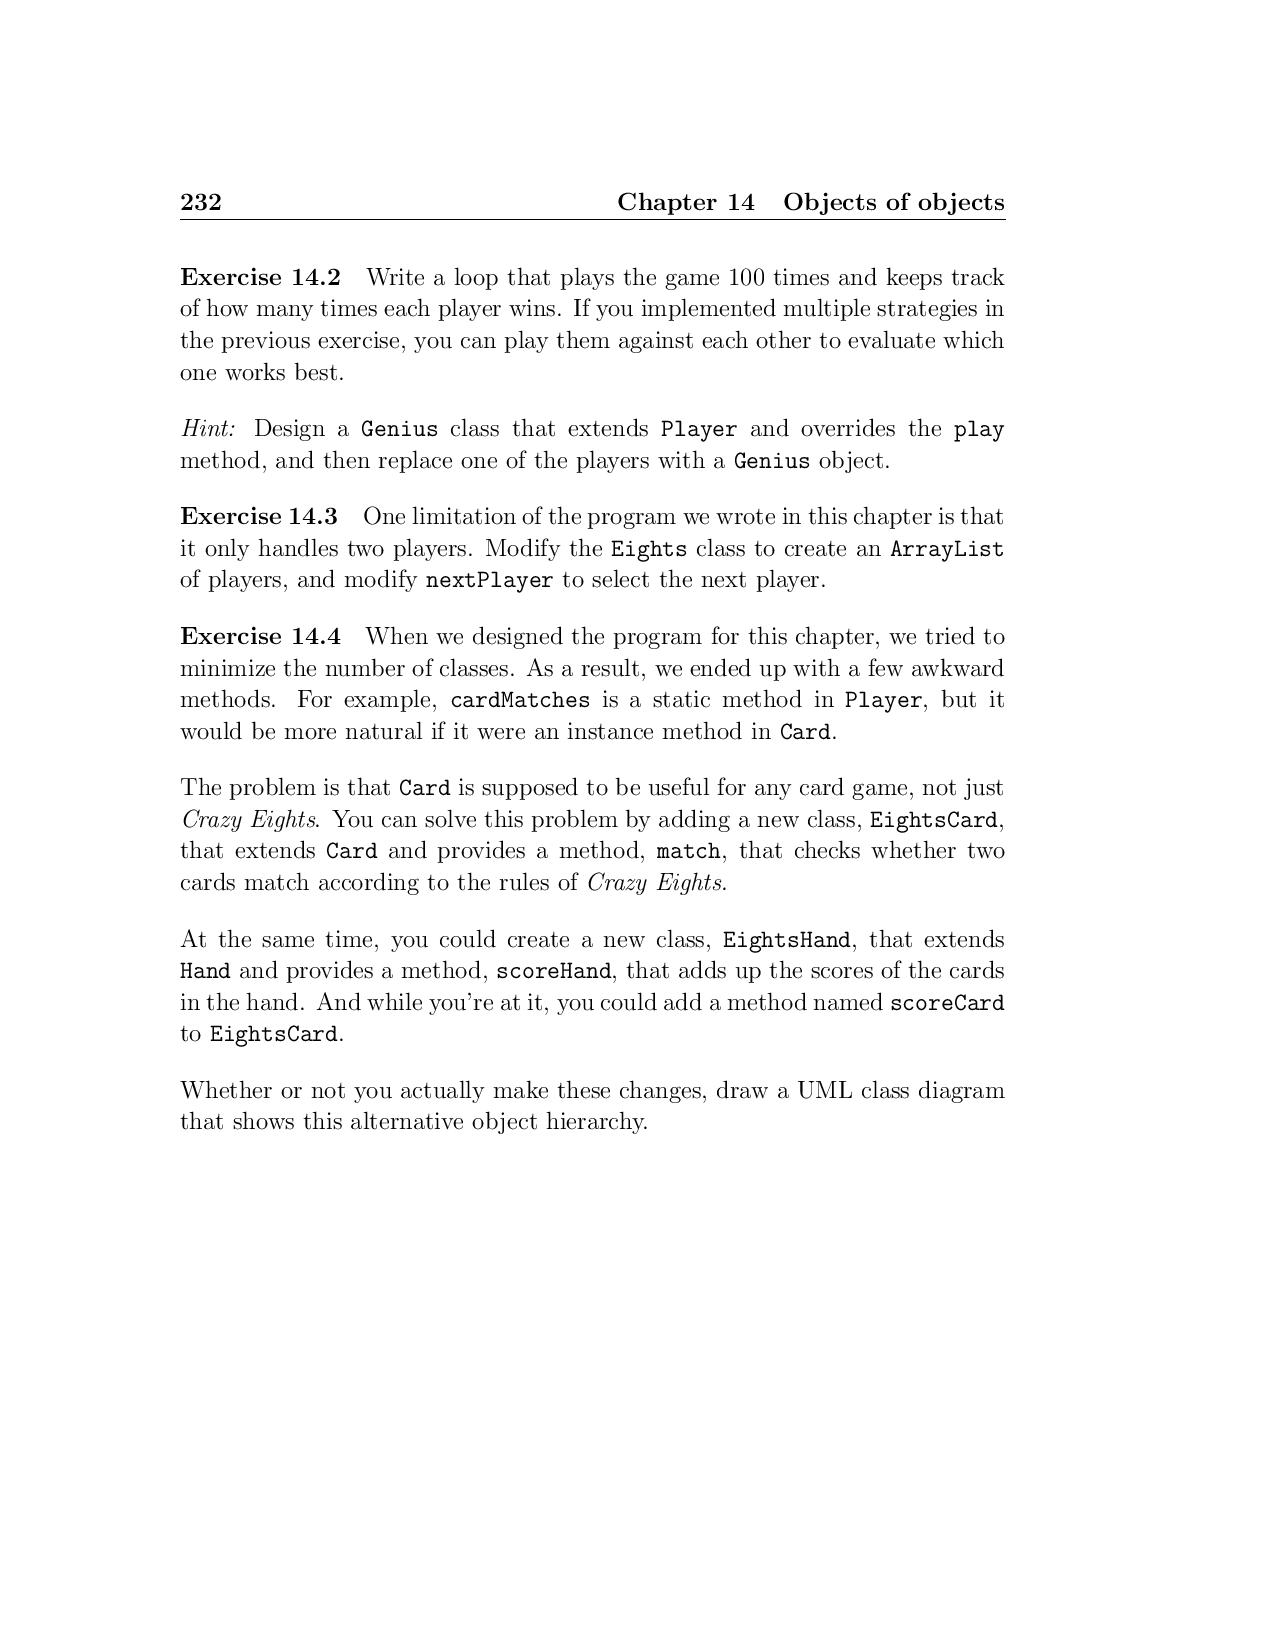 232 Chapter 14 Objects of objects
Exercise 14.2 Write a loop that plays the game 100 times and keeps track
of how many times each player wins. If you implemented multiple strategies in
the previous exercise, you can play them against each other to evaluate which
one works best.
Hint: Design a Genius class that extends Player and overrides the play
method, and then replace one of the players with a Genius object.
Exercise 14.3 One limitation of the program we wrote in this chapter is that
it only handles two players. Modify the Eights class to create an ArrayList
of players, and modify nextPlayer to select the next player.
Exercise 14.4 When we designed the program for this chapter, we tried to
minimize the number of classes. As a result, we ended up with a few awkward
methods. For example, cardMatches is a static method in Player, but it
would be more natural if it were an instance method in Card.
The problem is that Card is supposed to be useful for any card game, not just
Crazy Eights. You can solve this problem by adding a new class, EightsCard,
that extends Card and provides a method, match, that checks whether two
cards match according to the rules of Crazy Eights.
At the same time, you could create a new class, EightsHand, that extends
Hand and provides a method, scoreHand, that adds up the scores of the cards
in the hand. And while you're at it, you could add a method named scoreCard
to EightsCard.
Whether or not you actually make these changes, draw a UML class diagram
that shows this alternative object hierarchy.